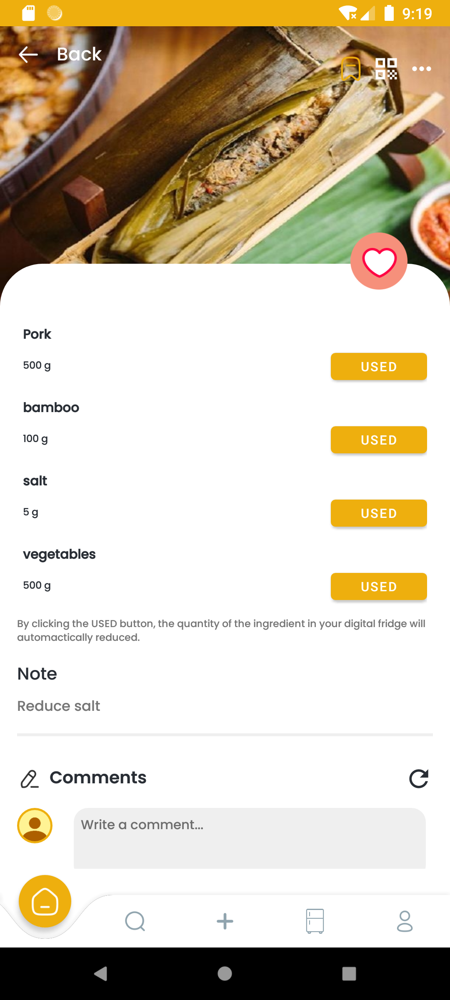 9:19
Back
Pork
500 g
USED
bamboo
100 g
USED
salt
5 g
USED
vegetables
500 g
USED
By clicking the USED button, the quantity of the ingredient in your digital fridge will
automactically reduced.
Note
Reduce salt
Comments
Write a comment...